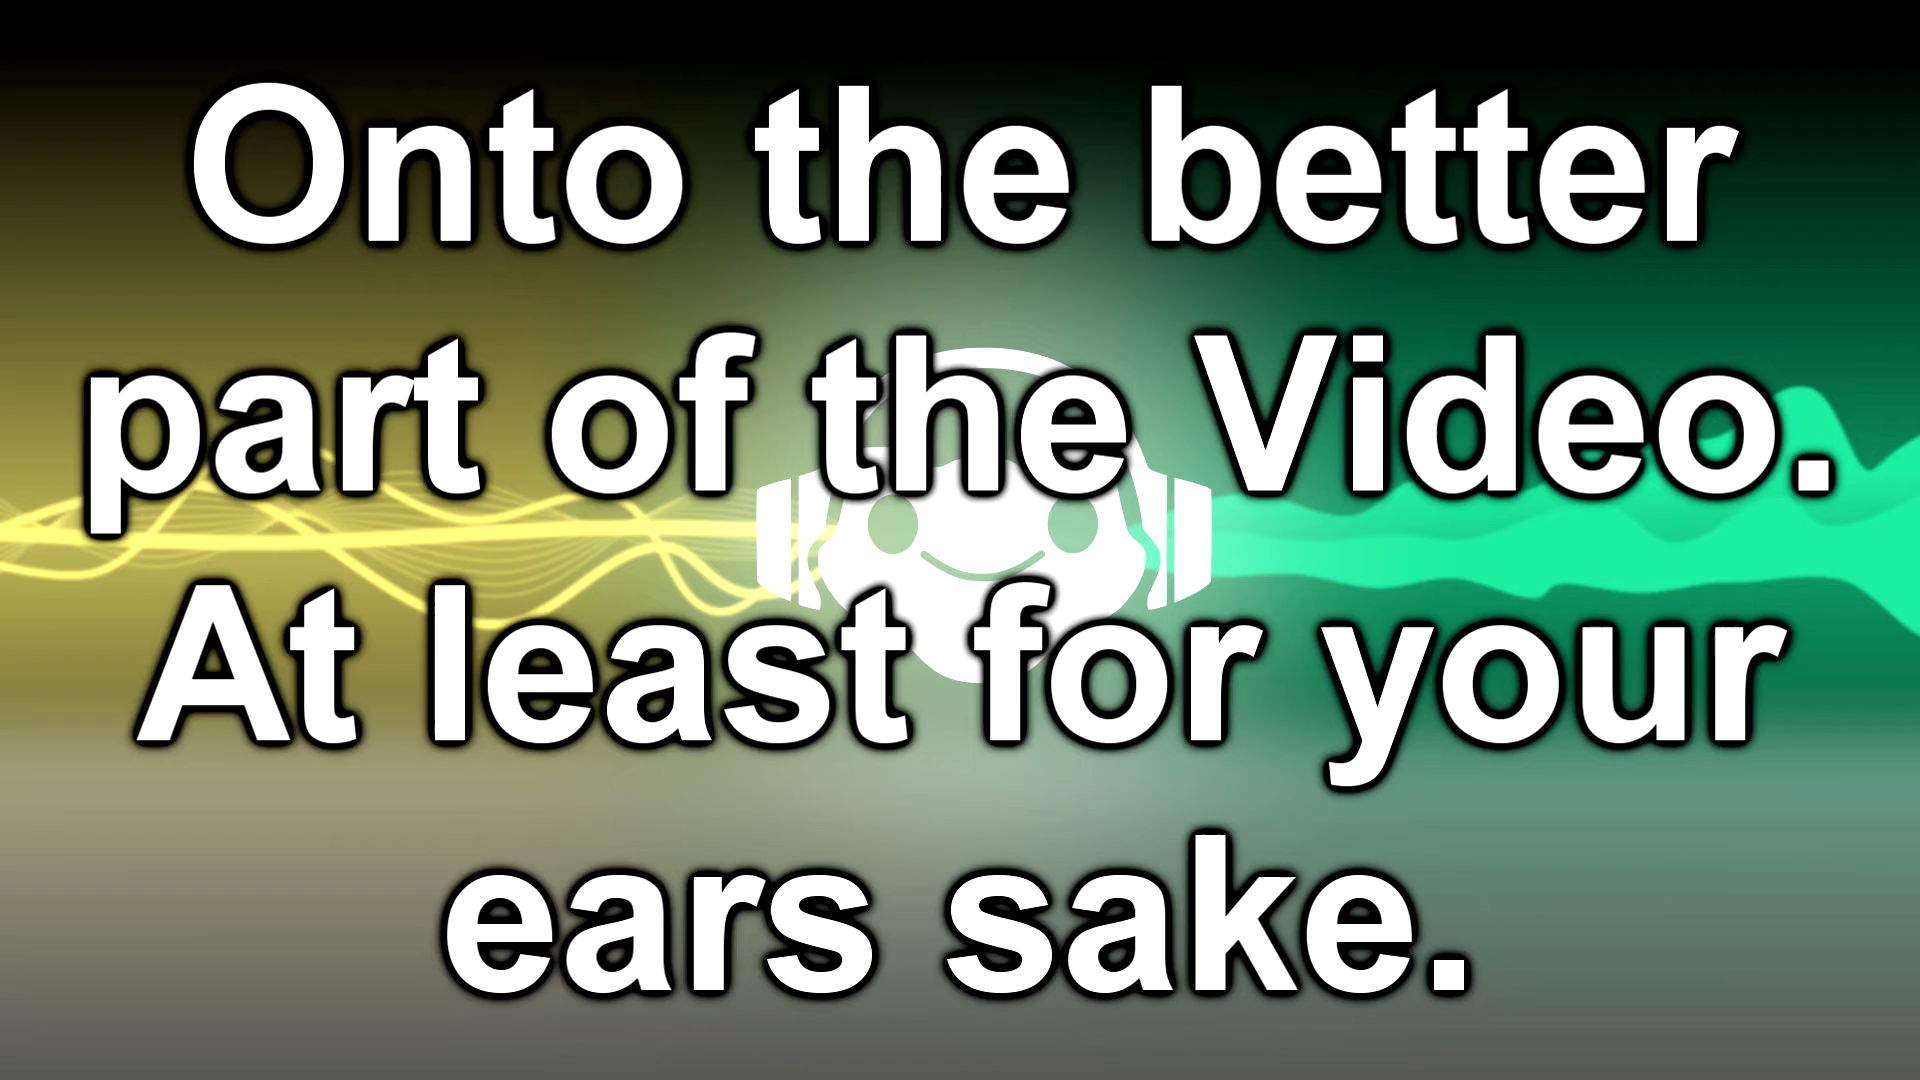 Onto the better
part of the Video.
At least for your
ears sake.